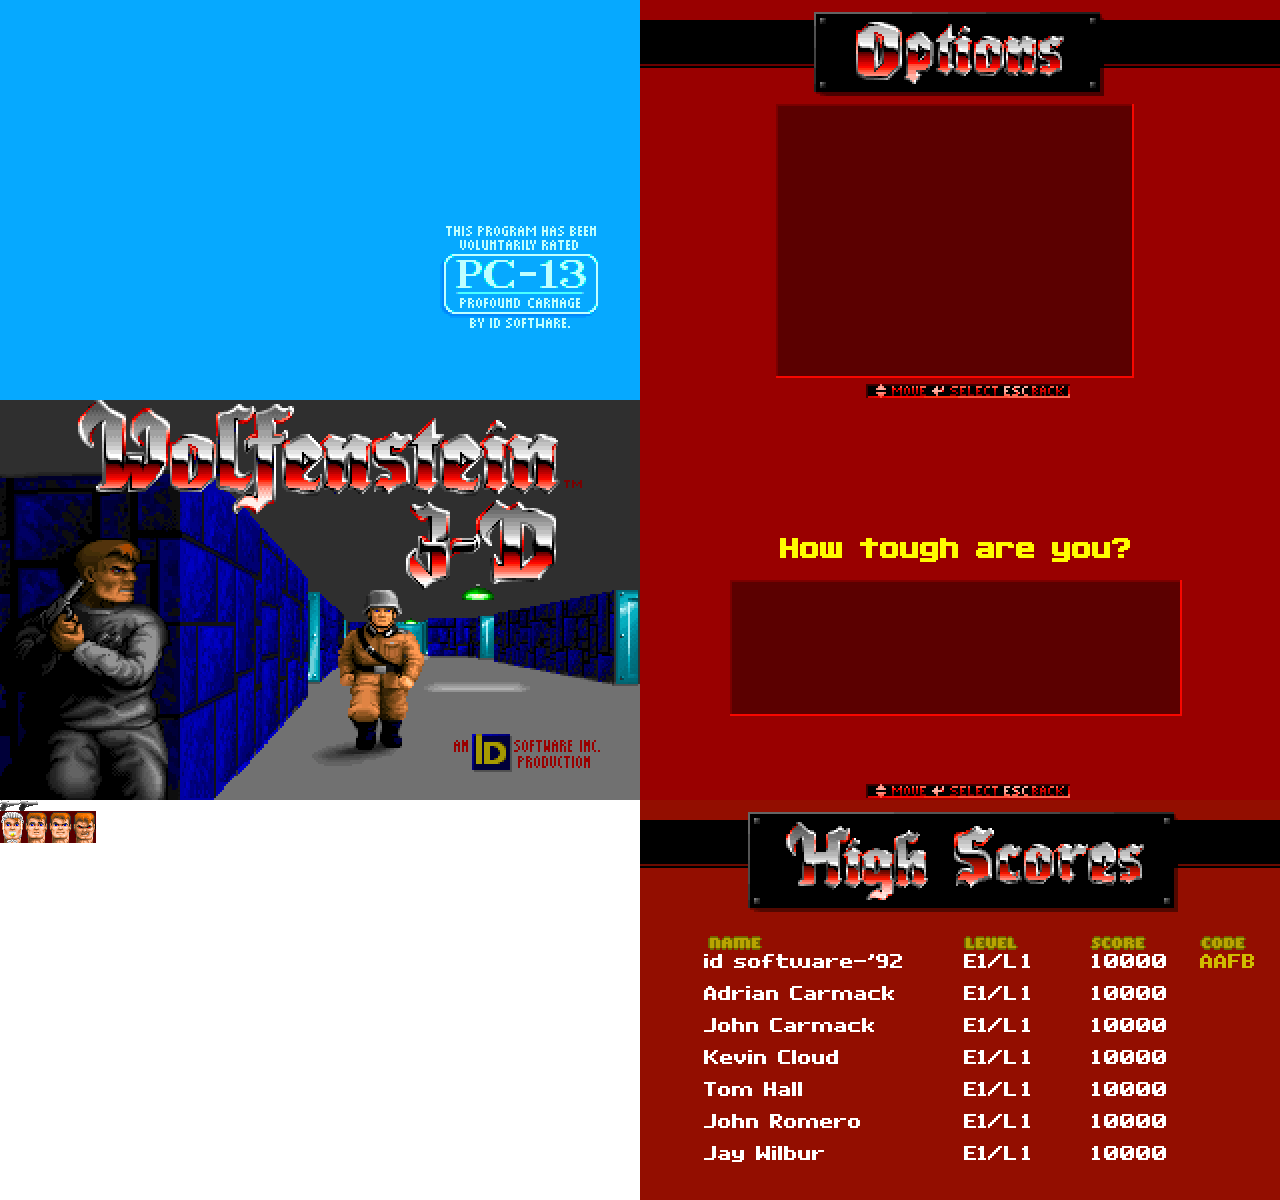 THIS PROGRAM HAS BEEN
VOLUNTARILY RATED
PC-13
PROFOUND CARNAGE
BY ID SOFTWARE.
Options
MOVE SELECT ESC BACK
Wolfenstein TM
3-D
AN ID SOFTWARE INC.
PRODUCTION
How tough are you?
MOVE SELECT ESC BACK
High Scores
NAME LEVEL SCORE CODE
id software-'92 E1/L1 10000 AAFB
Adrian Carmack E1/L1 10000
John Carmack E1/L1 10000
Kevin Cloud E1/L1 10000
Tom Hall E1/L1 10000
John Romero E1/L1 10000
Jay Wilbur E1/L1 10000